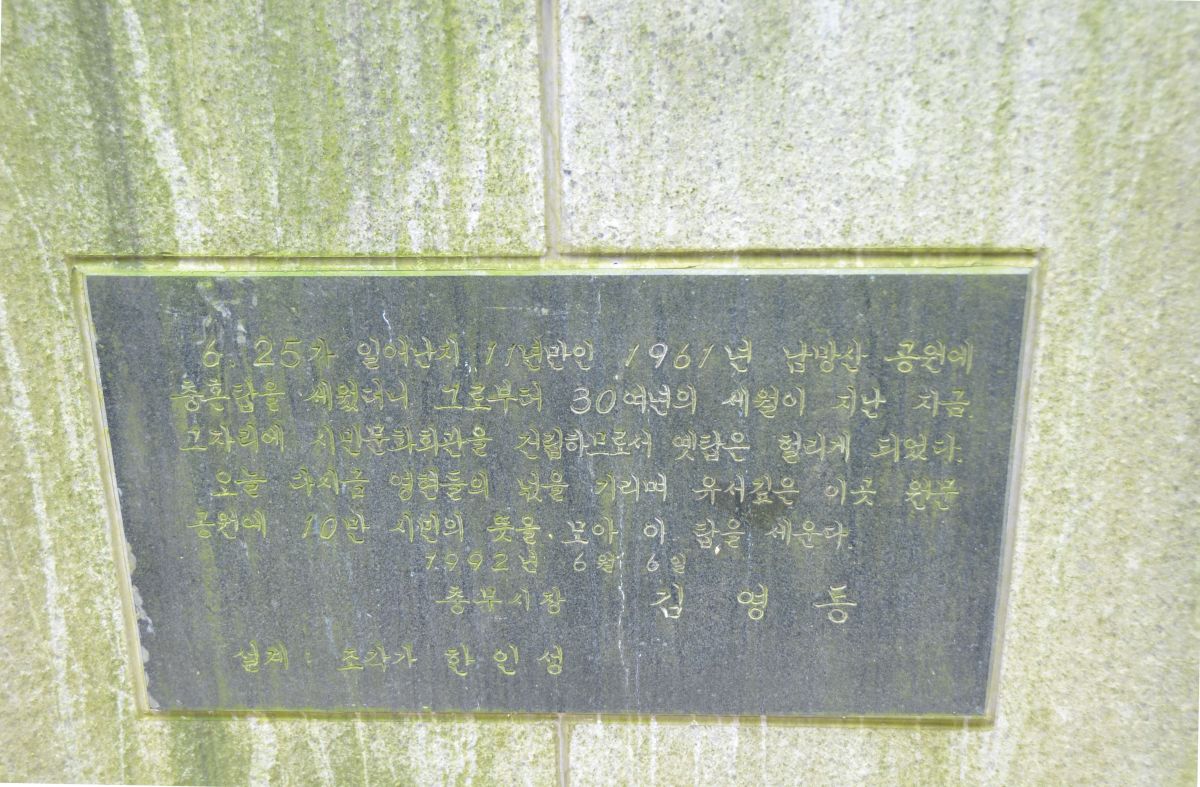 6. 25가 일어난지 11년만인 1961년 남망산 공원에
충혼탑을 세웠더니 그로부터 30여년의 세월이 지난 지금
그자리에 시민문화회관을 건립하므로서 옛탑은 헐리게 되었다.
오늘 영현들의 넋을 기리며 유서깊은 이곳 원문
공원에 10만 시민의 뜻을 모아 이 탑을 세운다.
1992년 6월 6일
충무시장 김영동
설계 : 조각가 한인성